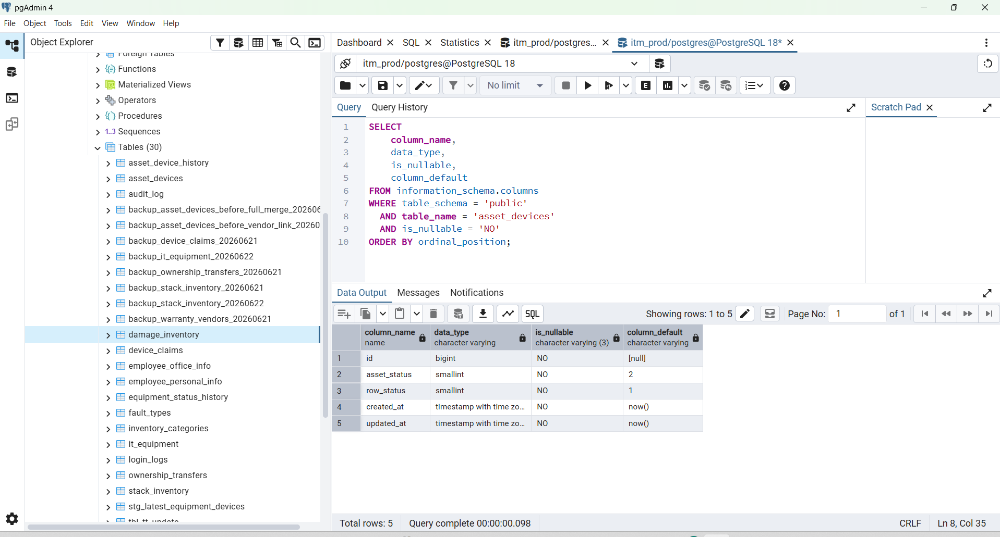 pgAdmin 4
File Object Tools Edit View Window Help
Object Explorer
Foreign Tables
Functions
Materialized Views
Operators
Procedures
1..3 Sequences
Tables (30)
asset_device_history
asset_devices
audit_log
backup_asset_devices_before_full_merge_202606
backup_asset_devices_before_vendor_link_20260
backup_device_claims_20260621
backup_it_equipment_20260622
backup_ownership_transfers_20260621
backup_stack_inventory_20260621
backup_stack_inventory_20260622
backup_warranty_vendors_20260621
damage_inventory
device_claims
employee_office_info
employee_personal_info
equipment_status_history
fault_types
inventory_categories
it_equipment
login_logs
ownership_transfers
stack_inventory
stg_latest_equipment_devices
Dashboard SQL Statistics itm_prod/postgres... itm_prod/postgres@PostgreSQL 18*
itm_prod/postgres@PostgreSQL 18
No limit E
Query Query History Scratch Pad
1 SELECT
2 column_name,
3 data_type,
4 is_nullable,
5 column_default
6 FROM information_schema.columns
7 WHERE table_schema = 'public'
8 AND table_name = 'asset_devices'
9 AND is_nullable = 'NO'
10 ORDER BY ordinal_position;
Data Output Messages Notifications
SQL Showing rows: 1 to 5 Page No: 1 of 1
column_name data_type is_nullable column_default
name character varying character varying (3) character varying
1 id bigint NO [null]
2 asset_status smallint NO 2
3 row_status smallint NO 1
4 created_at timestamp with time zo... NO now()
5 updated_at timestamp with time zo... NO now()
Total rows: 5 Query complete 00:00:00.098 CRLF Ln 8, Col 35